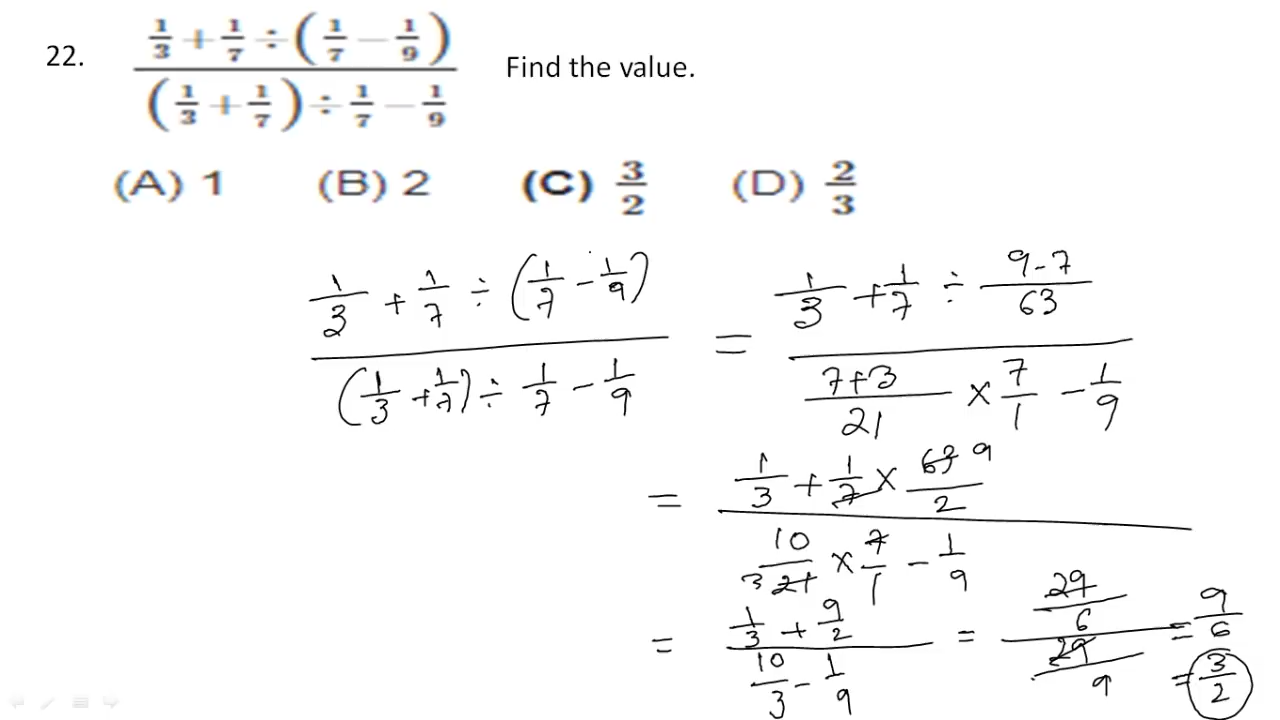 22. (1/3 + 1/7 ÷ (1/7 − 1/9)) / ((1/3 + 1/7) ÷ 1/7 − 1/9) Find the value.
(A) 1 (B) 2 (C) 3/2 (D) 2/3
(1/3 + 1/7 ÷ (1/7 − 1/9)) / ((1/3 + 1/7) ÷ 1/7 − 1/9) = (1/3 + 1/7 ÷ (9-7)/63) / ((7+3)/21 × 7/1 − 1/9)
= (1/3 + 1/7 × 63/2 9) / (10/21 3 × 7/1 − 1/9)
= (1/3 + 9/2) / (10/3 − 1/9) = (29/6) / (29/9) = 9/6
= 3/2